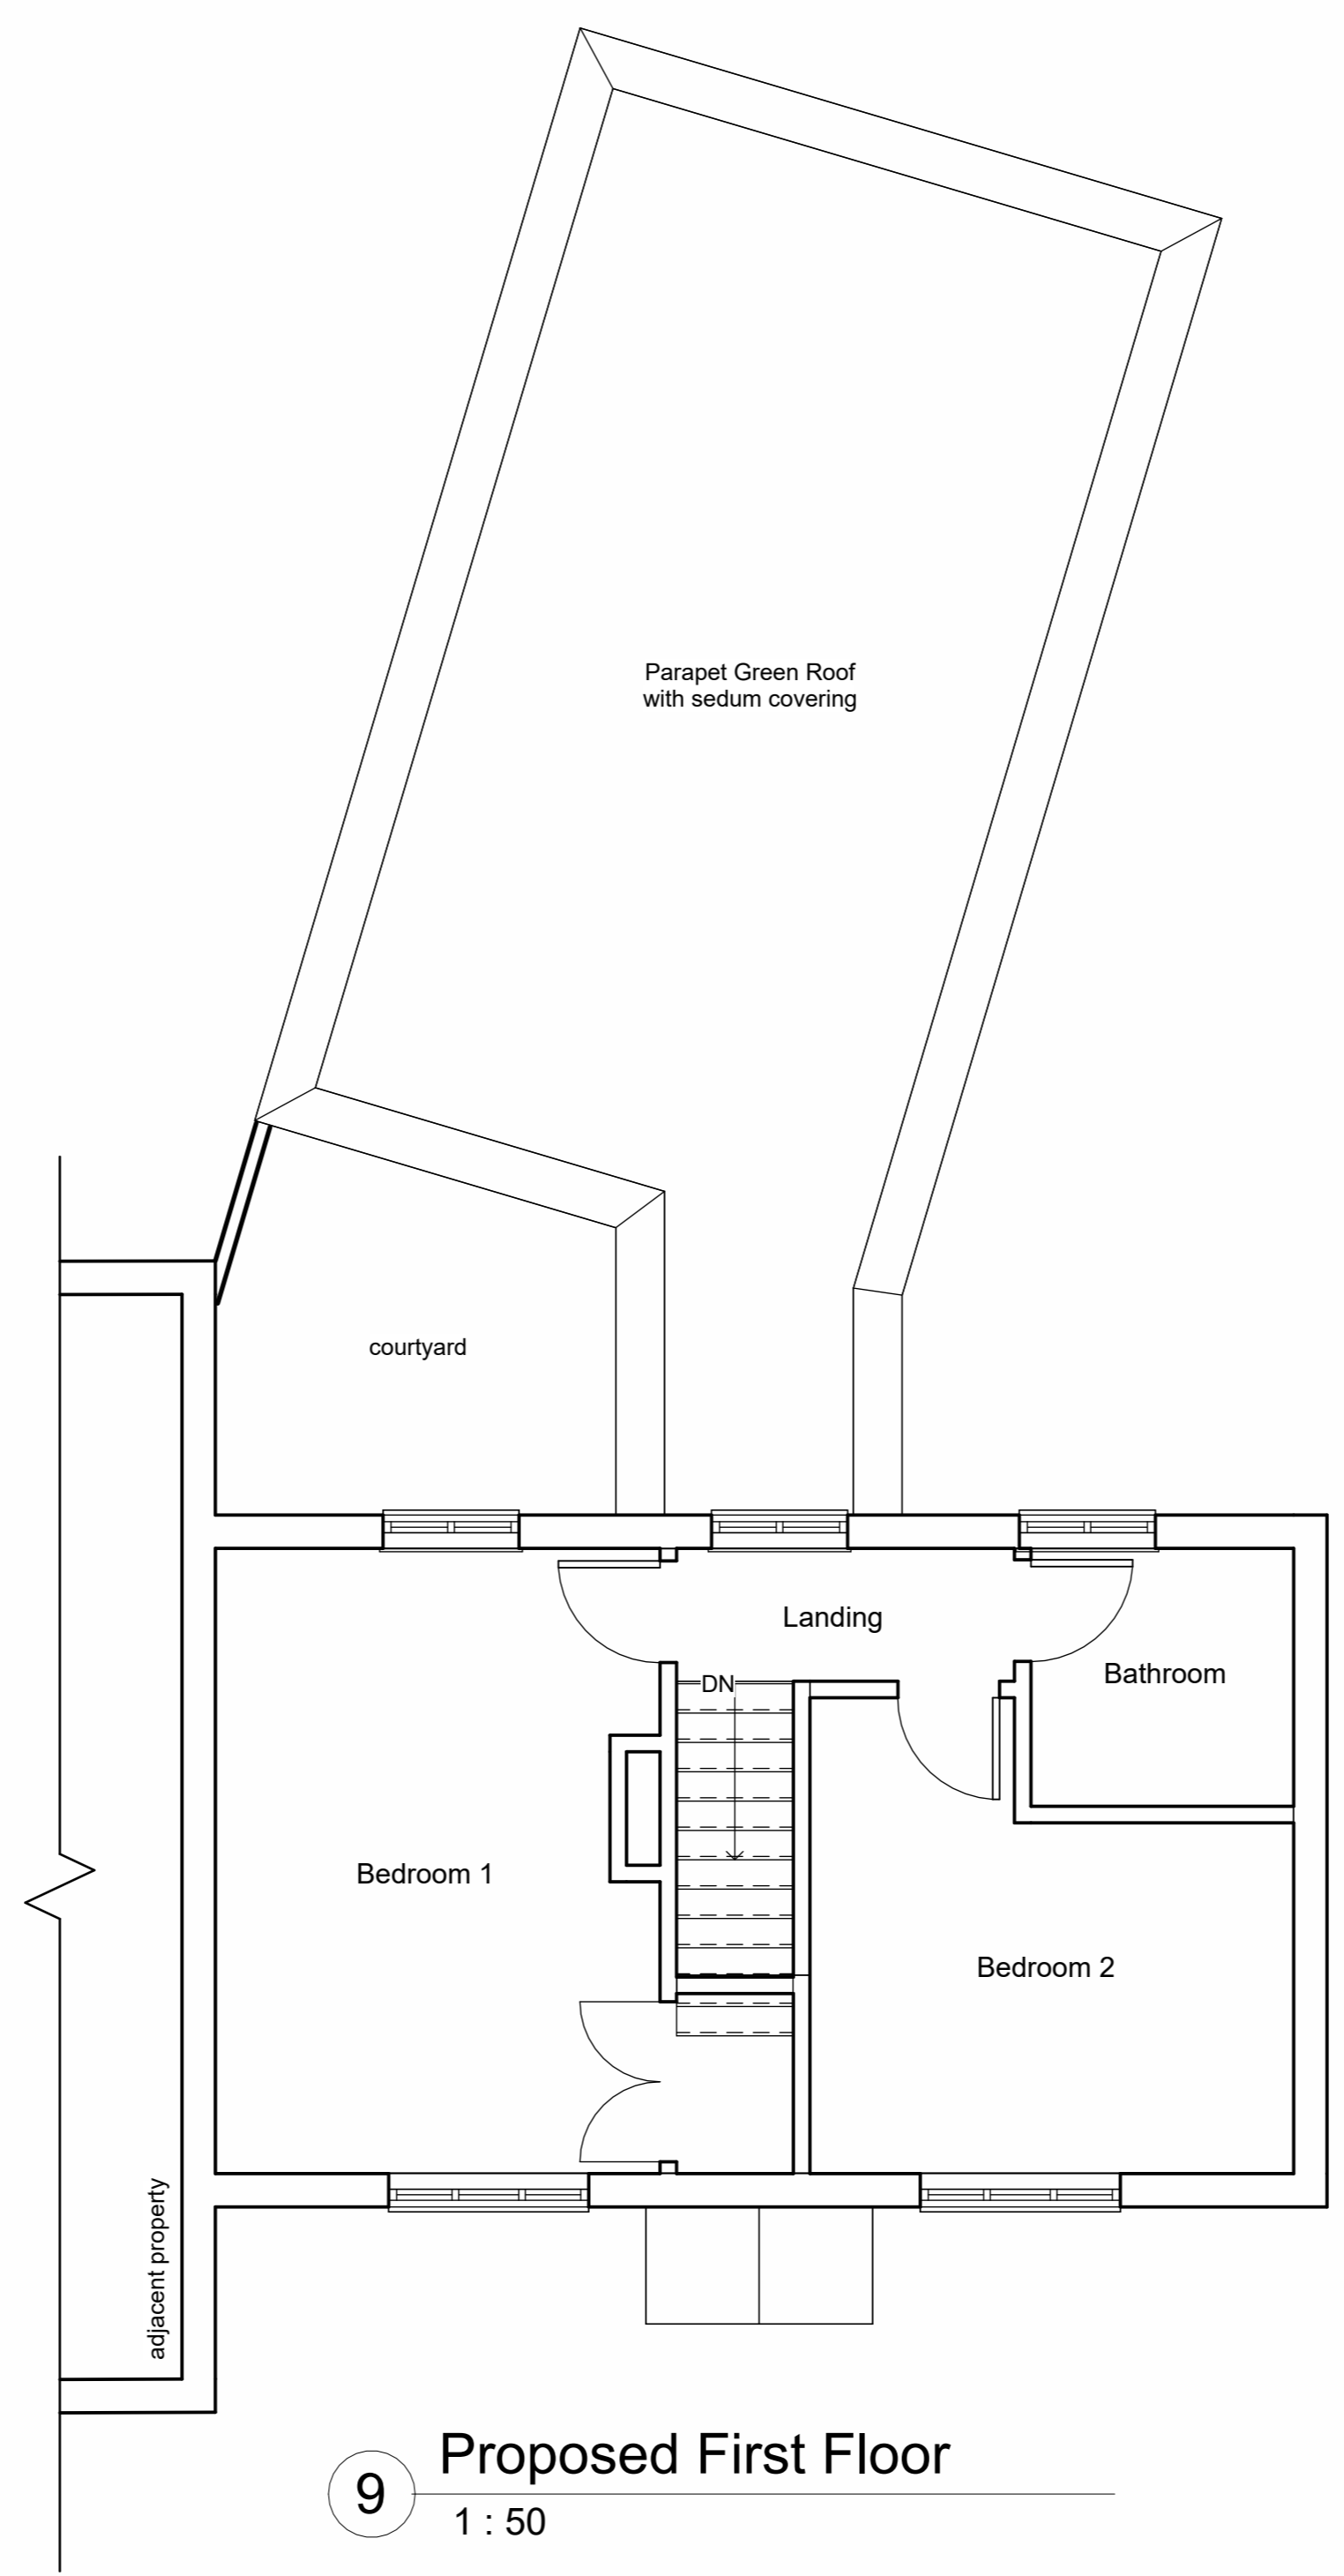 Parapet Green Roof
with sedum covering
courtyard
Landing
DN
Bathroom
Bedroom 1
Bedroom 2
adjacent property
9
Proposed First Floor
1 : 50